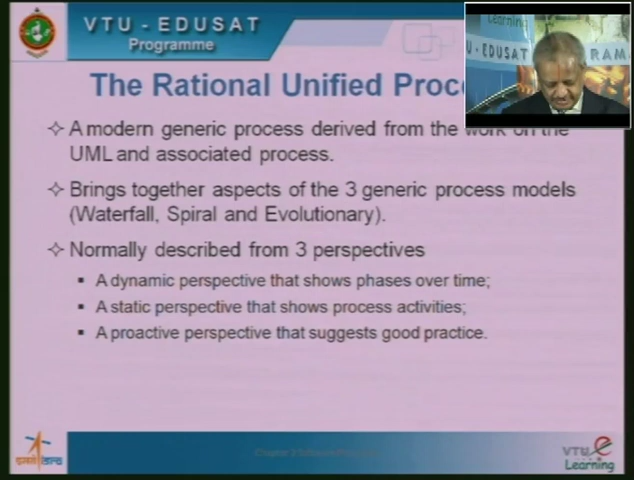 VTU - EDUSAT
Programme
Learning
U - EDUSAT
RAM
The Rational Unified Proc
A modern generic process derived from the work on the
UML and associated process.
Brings together aspects of the 3 generic process models
(Waterfall, Spiral and Evolutionary).
Normally described from 3 perspectives
A dynamic perspective that shows phases over time;
A static perspective that shows process activities;
A proactive perspective that suggests good practice.
VTU e
Learning